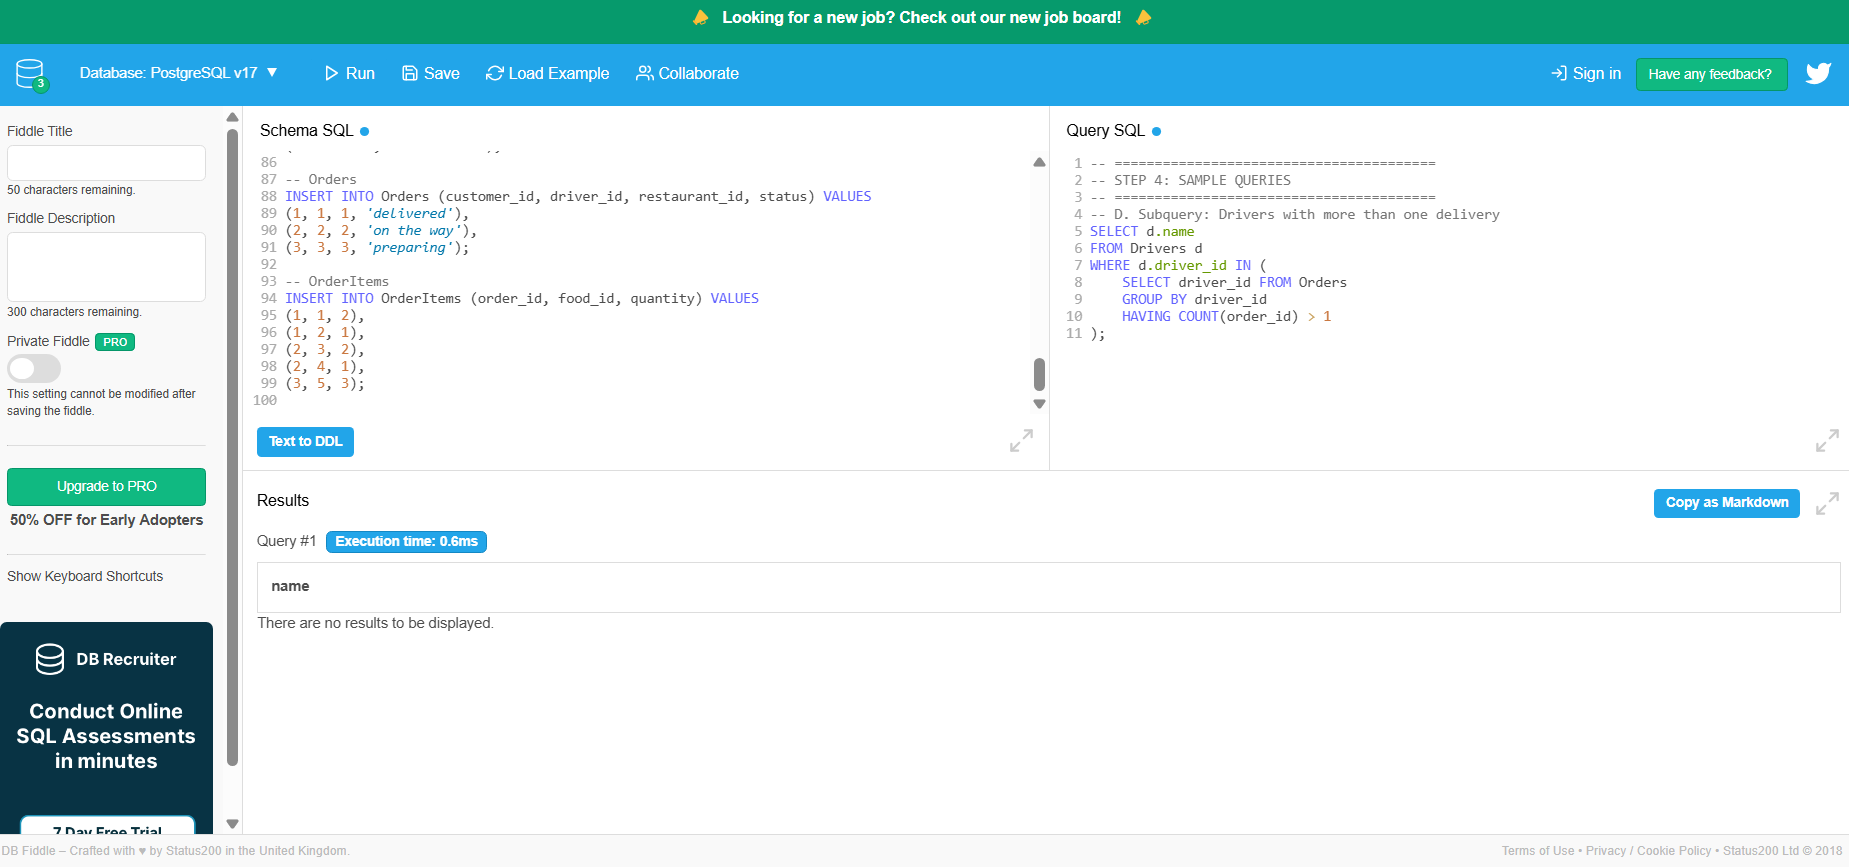 Looking for a new job? Check out our new job board!
3
Database: PostgreSQL v17 ▼
Run
Save
Load Example
Collaborate
Sign in
Have any feedback?
Fiddle Title
50 characters remaining.
Fiddle Description
300 characters remaining.
Private Fiddle PRO
This setting cannot be modified after
saving the fiddle.
Upgrade to PRO
50% OFF for Early Adopters
Show Keyboard Shortcuts
DB Recruiter
Conduct Online
SQL Assessments
in minutes
7 Day Free Trial
Schema SQL
86
87 -- Orders
88 INSERT INTO Orders (customer_id, driver_id, restaurant_id, status) VALUES
89 (1, 1, 1, 'delivered'),
90 (2, 2, 2, 'on the way'),
91 (3, 3, 3, 'preparing');
92
93 -- OrderItems
94 INSERT INTO OrderItems (order_id, food_id, quantity) VALUES
95 (1, 1, 2),
96 (1, 2, 1),
97 (2, 3, 2),
98 (2, 4, 1),
99 (3, 5, 3);
100
Text to DDL
Query SQL
1 -- ========================================
2 -- STEP 4: SAMPLE QUERIES
3 -- ========================================
4 -- D. Subquery: Drivers with more than one delivery
5 SELECT d.name
6 FROM Drivers d
7 WHERE d.driver_id IN (
8     SELECT driver_id FROM Orders
9     GROUP BY driver_id
10     HAVING COUNT(order_id) > 1
11 );
Results
Copy as Markdown
Query #1 Execution time: 0.6ms
name
There are no results to be displayed.
DB Fiddle – Crafted with ♥ by Status200 in the United Kingdom.
Terms of Use • Privacy / Cookie Policy • Status200 Ltd © 2018